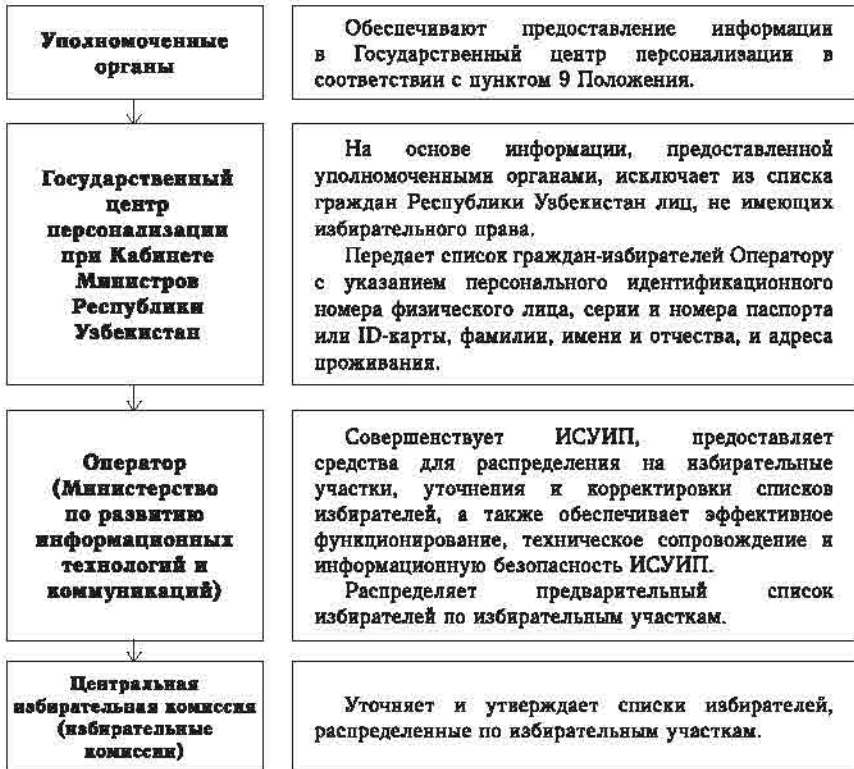 Уполномоченные
органы
Обеспечивают предоставление информации
в Государственный центр персонализации в
соответствии с пунктом 9 Положения.
Государственный
центр
персонализации
при Кабинете
Министров
Республики
Узбекистан
На основе информации, предоставленной
уполномоченными органами, исключает из списка
граждан Республики Узбекистан лиц, не имеющих
избирательного права.
Передает список граждан-избирателей Оператору
с указанием персонального идентификационного
номера физического лица, серии и номера паспорта
или ID-карты, фамилии, имени и отчества, и адреса
проживания.
Оператор
(Министерство
по развитию
информационных
технологий и
коммуникаций)
Совершенствует ИСУИП, предоставляет
средства для распределения на избирательные
участки, уточнения и корректировки списков
избирателей, а также обеспечивает эффективное
функционирование, техническое сопровождение и
информационную безопасность ИСУИП.
Распределяет предварительный список
избирателей по избирательным участкам.
Центральная
избирательная комиссия
(избирательные
комиссии)
Уточняет и утверждает списки избирателей,
распределенные по избирательным участкам.